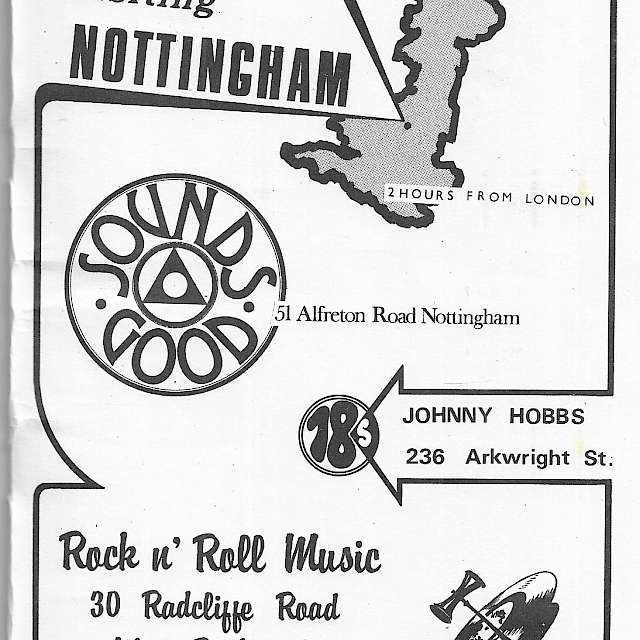 NOTTINGHAM
2 HOURS FROM LONDON
SOUNDS
GOOD
51 Alfreton Road Nottingham
18s
JOHNNY HOBBS
236 Arkwright St.
Rock n' Roll Music
30 Radcliffe Road